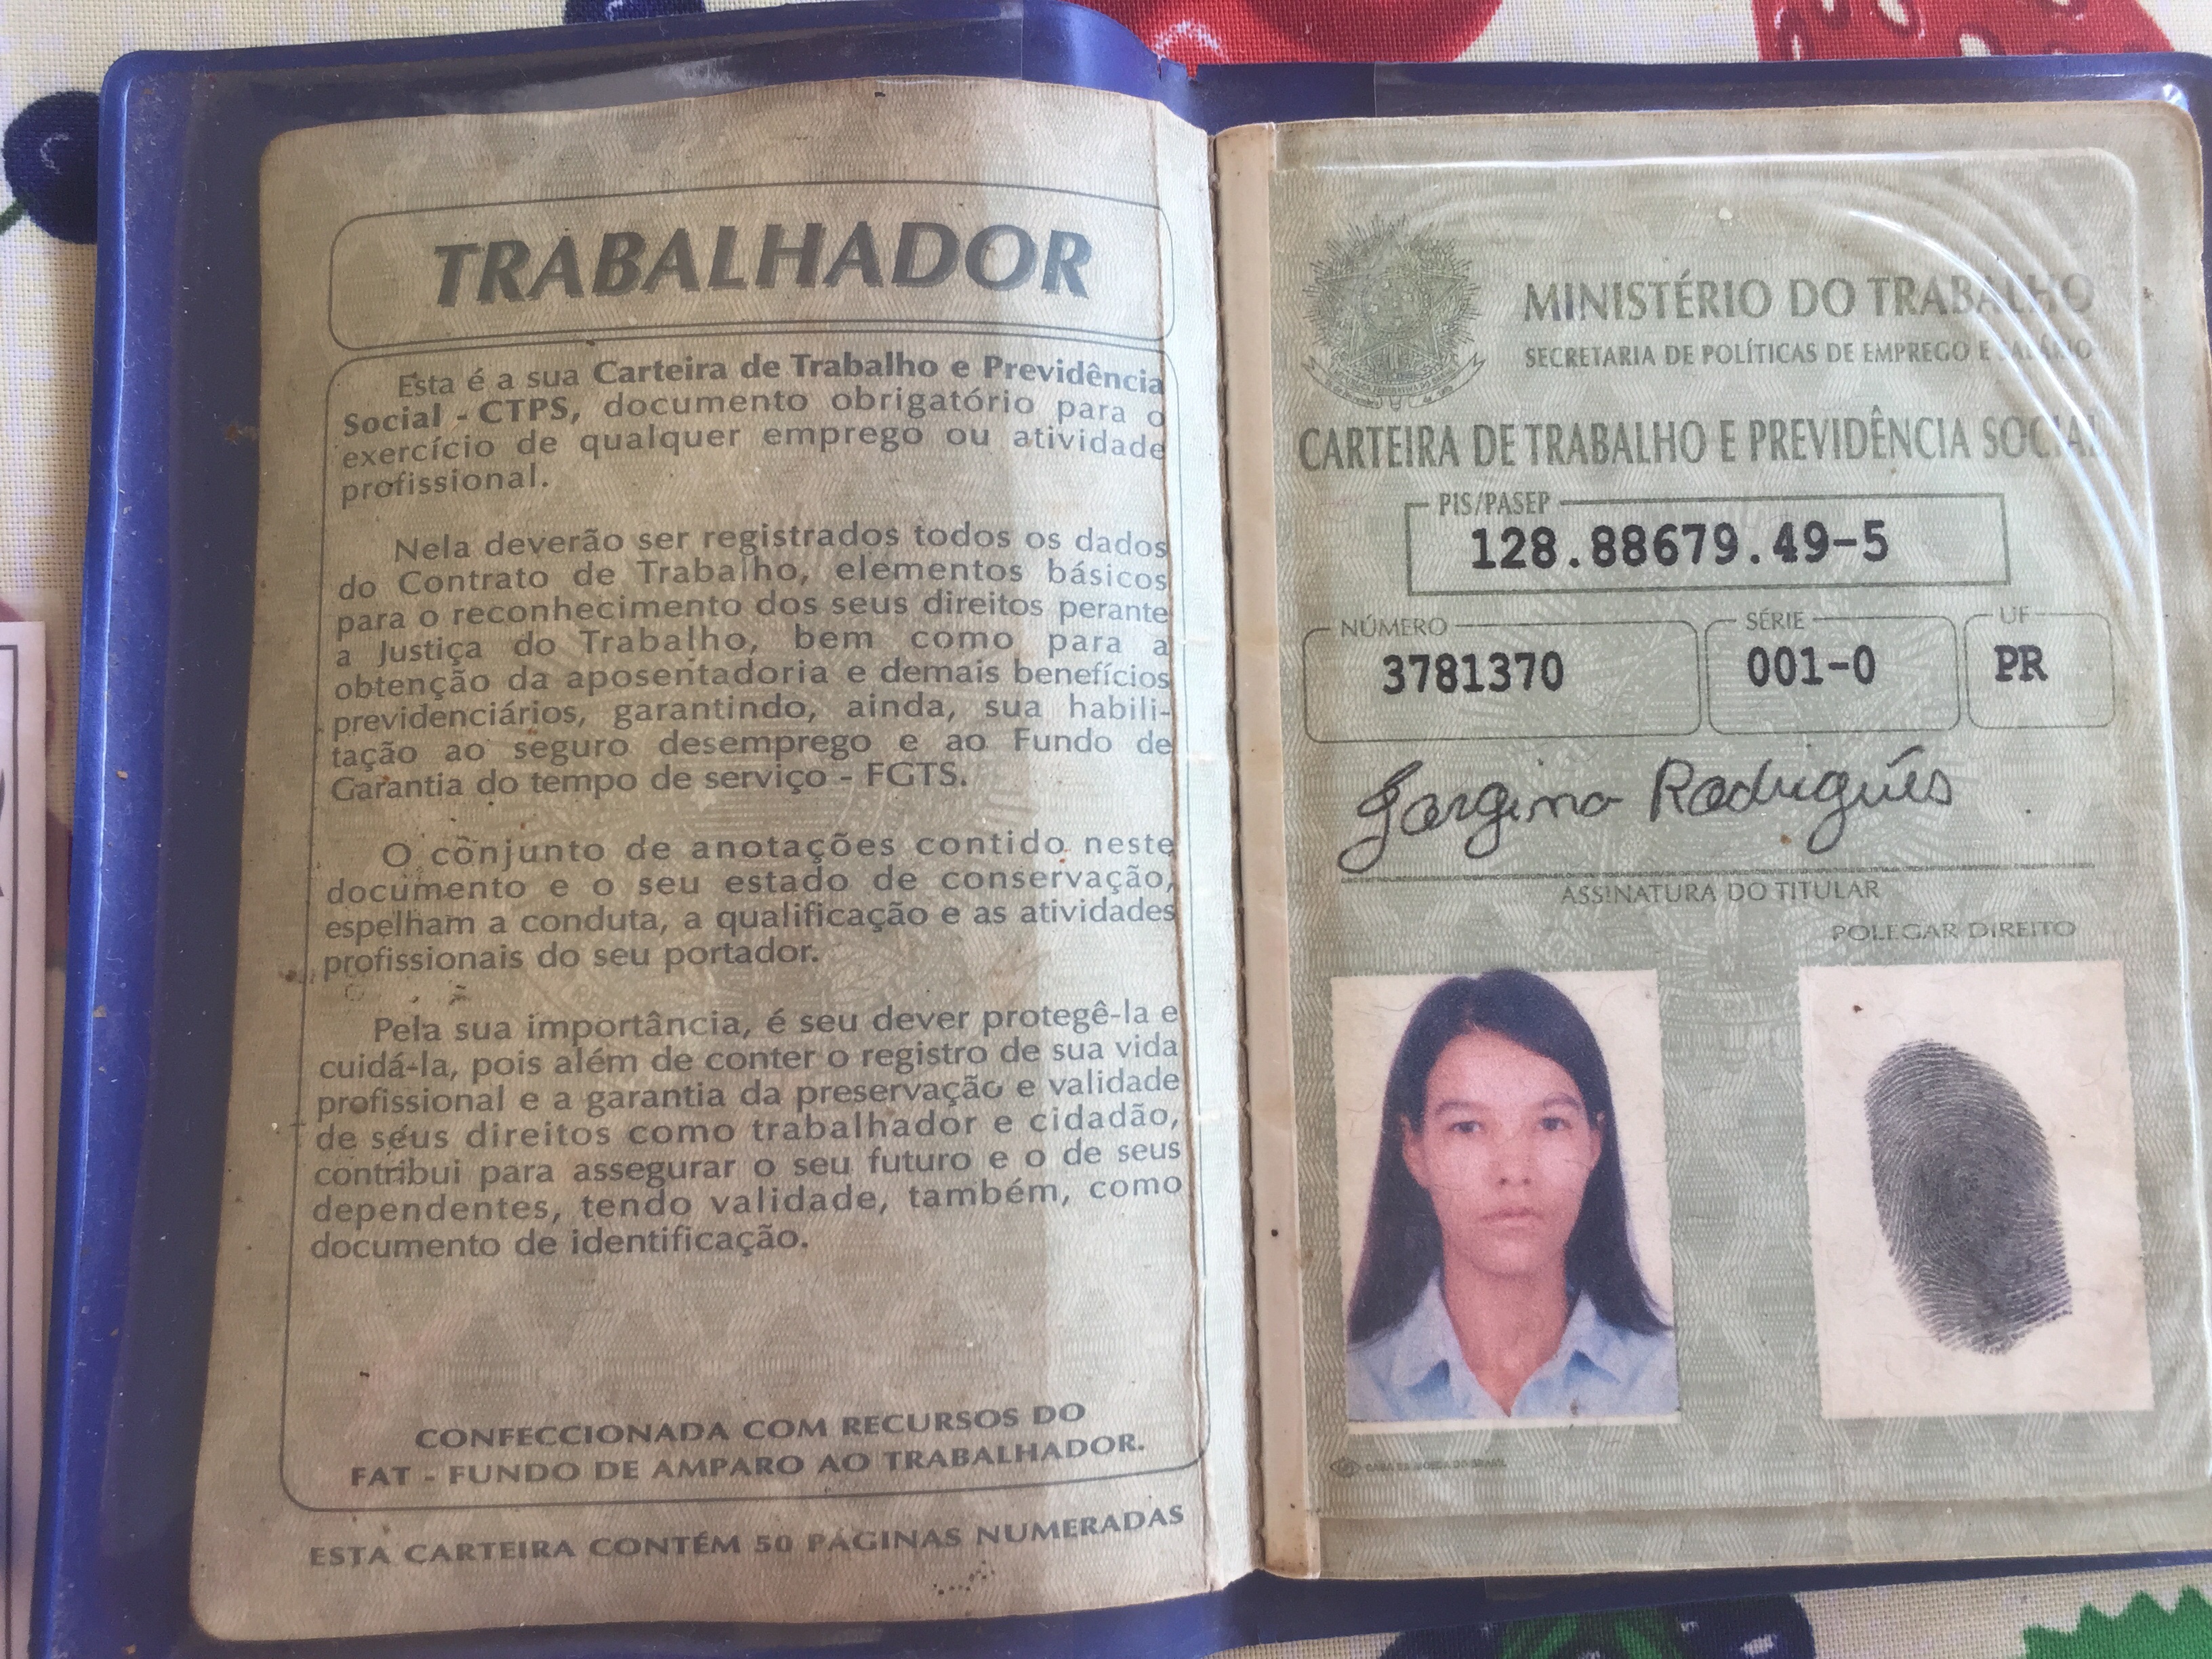 TRABALHADOR
Esta é a sua Carteira de Trabalho e Previdência
Social - CTPS, documento obrigatório para o
exercício de qualquer emprego ou atividade
profissional.
Nela deverão ser registrados todos os dados
do Contrato de Trabalho, elementos básicos
para o reconhecimento dos seus direitos perante
a Justiça do Trabalho, bem como para a
obtenção da aposentadoria e demais benefícios
previdenciários, garantindo, ainda, sua habili-
tação ao seguro desemprego e ao Fundo de
Garantia do tempo de serviço - FGTS.
O conjunto de anotações contido neste
documento e o seu estado de conservação,
espelham a conduta, a qualificação e as atividades
profissionais do seu portador.
Pela sua importância, é seu dever protegê-la e
cuidá-la, pois além de conter o registro de sua vida
profissional e a garantia da preservação e validade
de seus direitos como trabalhador e cidadão,
contribui para assegurar o seu futuro e o de seus
dependentes, tendo validade, também, como
documento de identificação.
CONFECCIONADA COM RECURSOS DO
FAT - FUNDO DE AMPARO AO TRABALHADOR.
ESTA CARTEIRA CONTÉM 50 PÁGINAS NUMERADAS
MINISTÉRIO DO TRABALHO
SECRETARIA DE POLÍTICAS DE EMPREGO E SALÁRIO
CARTEIRA DE TRABALHO E PREVIDÊNCIA SOCIAL
PIS/PASEP
128.88679.49-5
NÚMERO SÉRIE UF
3781370 001-0 PR
Rodrigués
ASSINATURA DO TITULAR
POLEGAR DIREITO
CASA DA MOEDA DO BRASIL